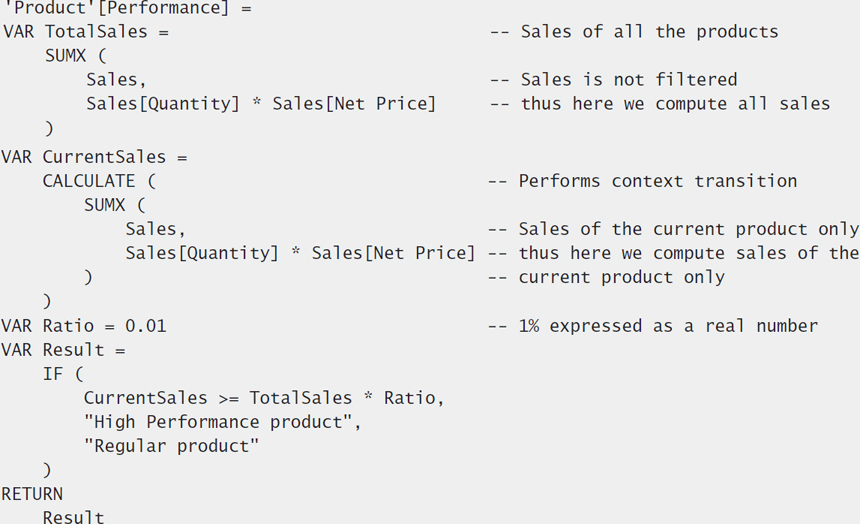 'Product'[Performance] =
VAR TotalSales = -- Sales of all the products
SUMX (
Sales, -- Sales is not filtered
Sales[Quantity] * Sales[Net Price] -- thus here we compute all sales
)
VAR CurrentSales =
CALCULATE ( -- Performs context transition
SUMX (
Sales, -- Sales of the current product only
Sales[Quantity] * Sales[Net Price] -- thus here we compute sales of the
) -- current product only
)
VAR Ratio = 0.01 -- 1% expressed as a real number
VAR Result =
IF (
CurrentSales >= TotalSales * Ratio,
"High Performance product",
"Regular product"
)
RETURN
Result